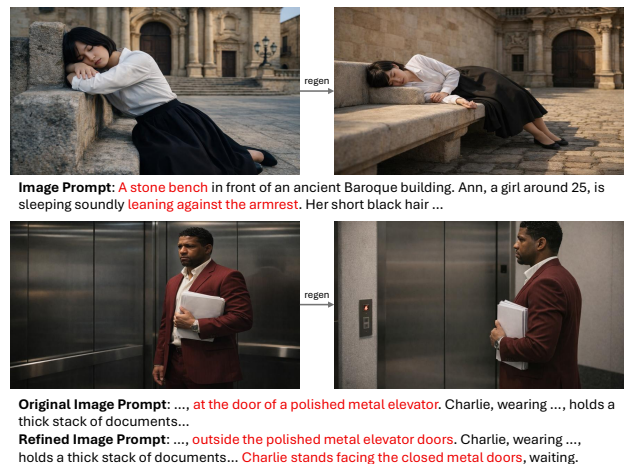 regen
Image Prompt: A stone bench in front of an ancient Baroque building. Ann, a girl around 25, is
sleeping soundly leaning against the armrest. Her short black hair ...
regen
Original Image Prompt: ..., at the door of a polished metal elevator. Charlie, wearing ..., holds a
thick stack of documents...
Refined Image Prompt: ..., outside the polished metal elevator doors. Charlie, wearing ...,
holds a thick stack of documents... Charlie stands facing the closed metal doors, waiting.